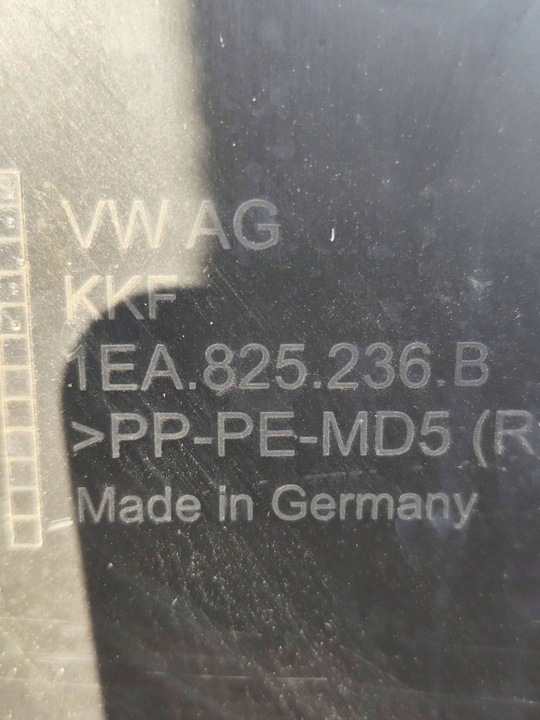 VW AG
KKF
1EA.825.236.B
>PP-PE-MD5 (R
Made in Germany